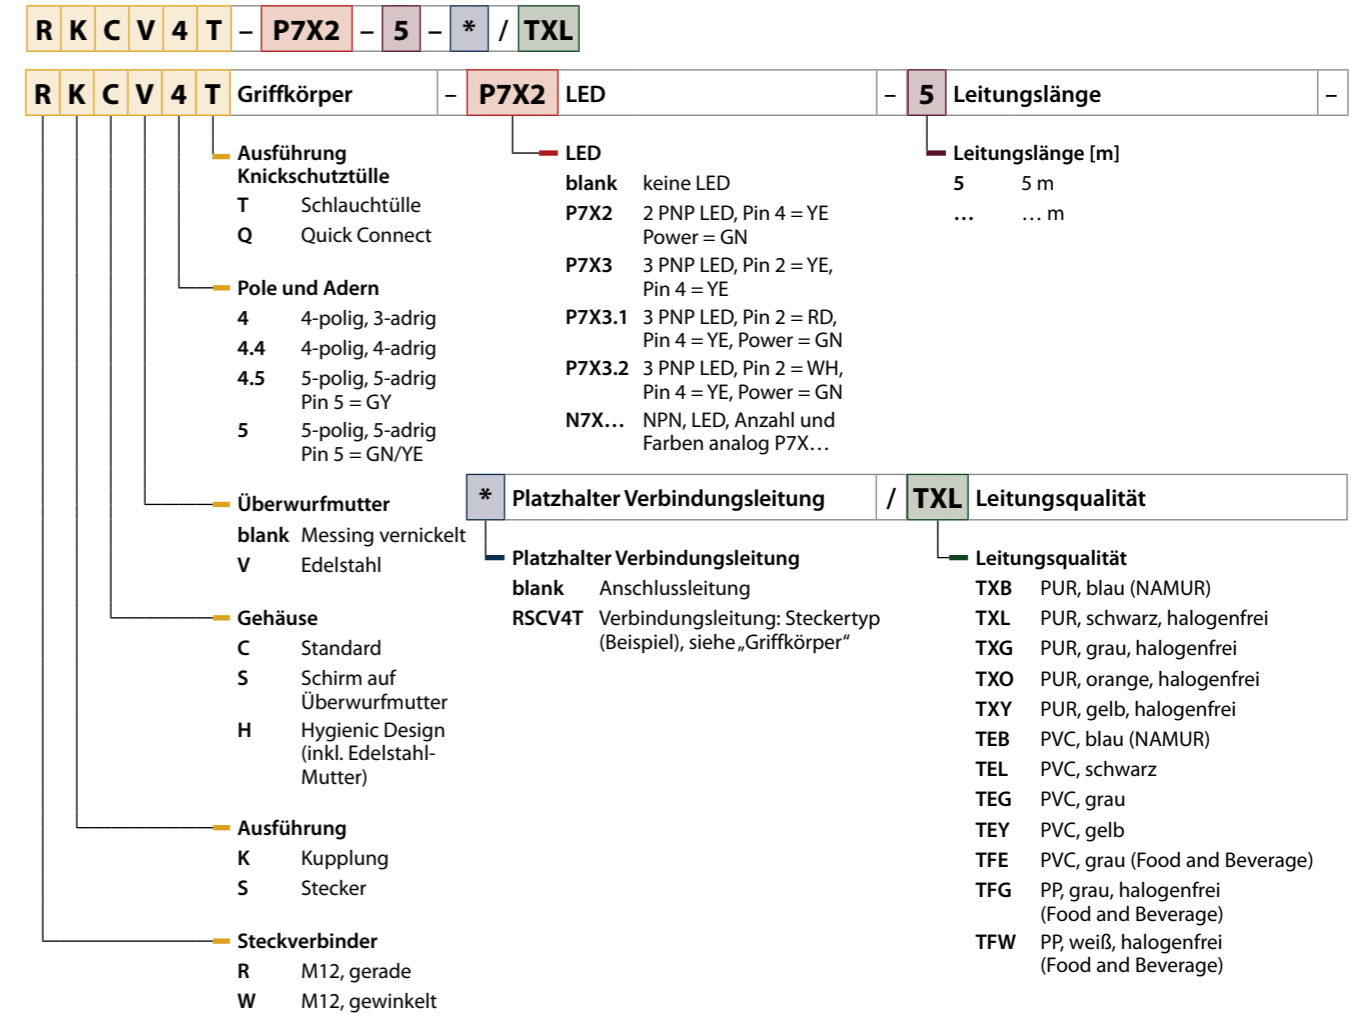 R K C V 4 T – P7X2 – 5 – * / TXL
R K C V 4 T Griffkörper – P7X2 LED – 5 Leitungslänge –
Ausführung
Knickschutztülle
T Schlauchtülle
Q Quick Connect
Pole und Adern
4 4-polig, 3-adrig
4.4 4-polig, 4-adrig
4.5 5-polig, 5-adrig
Pin 5 = GY
5 5-polig, 5-adrig
Pin 5 = GN/YE
Überwurfmutter
blank Messing vernickelt
V Edelstahl
Gehäuse
C Standard
S Schirm auf
Überwurfmutter
H Hygienic Design
(inkl. Edelstahl-
Mutter)
Ausführung
K Kupplung
S Stecker
Steckverbinder
R M12, gerade
W M12, gewinkelt
LED
blank keine LED
P7X2 2 PNP LED, Pin 4 = YE
Power = GN
P7X3 3 PNP LED, Pin 2 = YE,
Pin 4 = YE
P7X3.1 3 PNP LED, Pin 2 = RD,
Pin 4 = YE, Power = GN
P7X3.2 3 PNP LED, Pin 2 = WH,
Pin 4 = YE, Power = GN
N7X… NPN, LED, Anzahl und
Farben analog P7X…
Leitungslänge [m]
5 5 m
… … m
* Platzhalter Verbindungsleitung / TXL Leitungsqualität
Platzhalter Verbindungsleitung
blank Anschlussleitung
RSCV4T Verbindungsleitung: Steckertyp
(Beispiel), siehe „Griffkörper“
Leitungsqualität
TXB PUR, blau (NAMUR)
TXL PUR, schwarz, halogenfrei
TXG PUR, grau, halogenfrei
TXO PUR, orange, halogenfrei
TXY PUR, gelb, halogenfrei
TEB PVC, blau (NAMUR)
TEL PVC, schwarz
TEG PVC, grau
TEY PVC, gelb
TFE PVC, grau (Food and Beverage)
TFG PP, grau, halogenfrei
(Food and Beverage)
TFW PP, weiß, halogenfrei
(Food and Beverage)